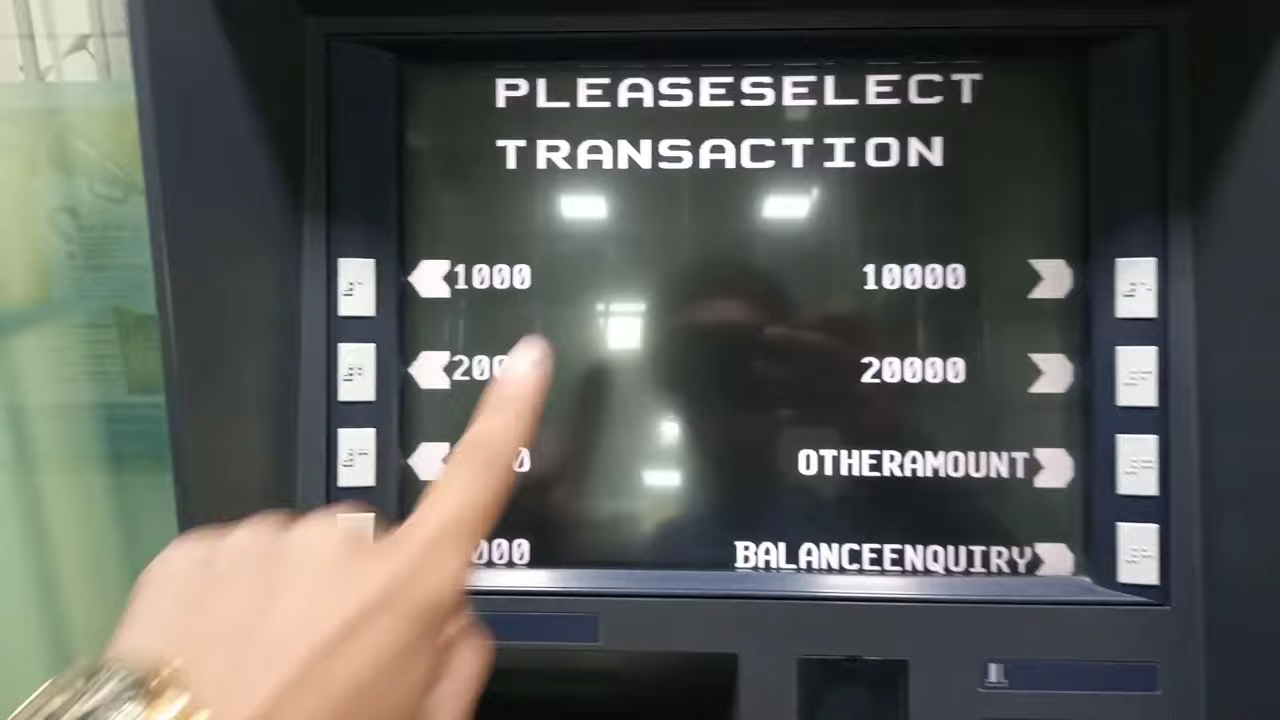 PLEASESELECT
TRANSACTION
1000
10000
20000
OTHERAMOUNT
BALANCEENQUIRY